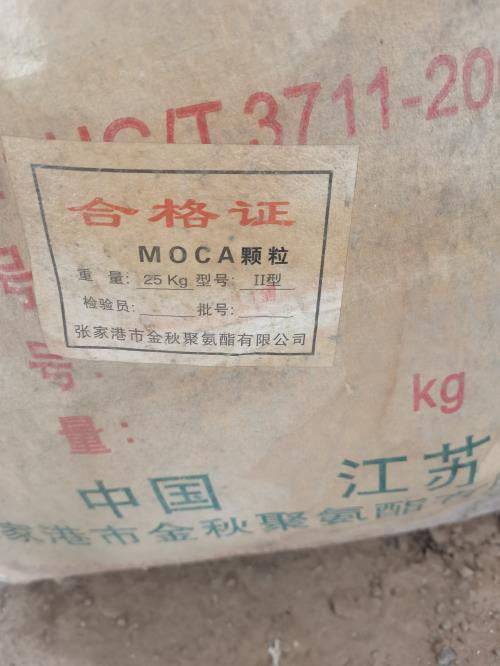 HG/T 3711-20
合格证
MOCA颗粒
重 量: 25 Kg 型号: II型
检验员: 批号:
张家港市金秋聚氨酯有限公司
号
号:
量: kg
中国 江苏
家港市金秋聚氨酯有